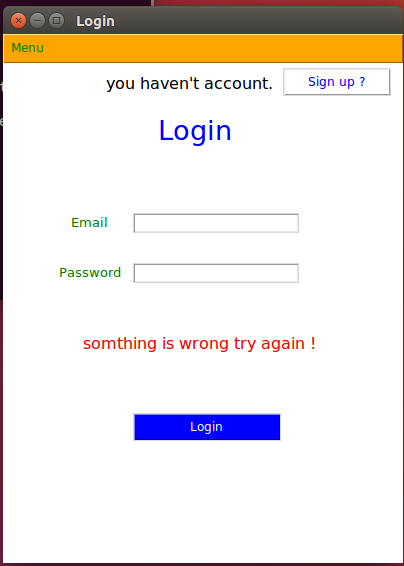 Login
Menu
you haven't account. Sign up ?
Login
Email
Password
somthing is wrong try again !
Login